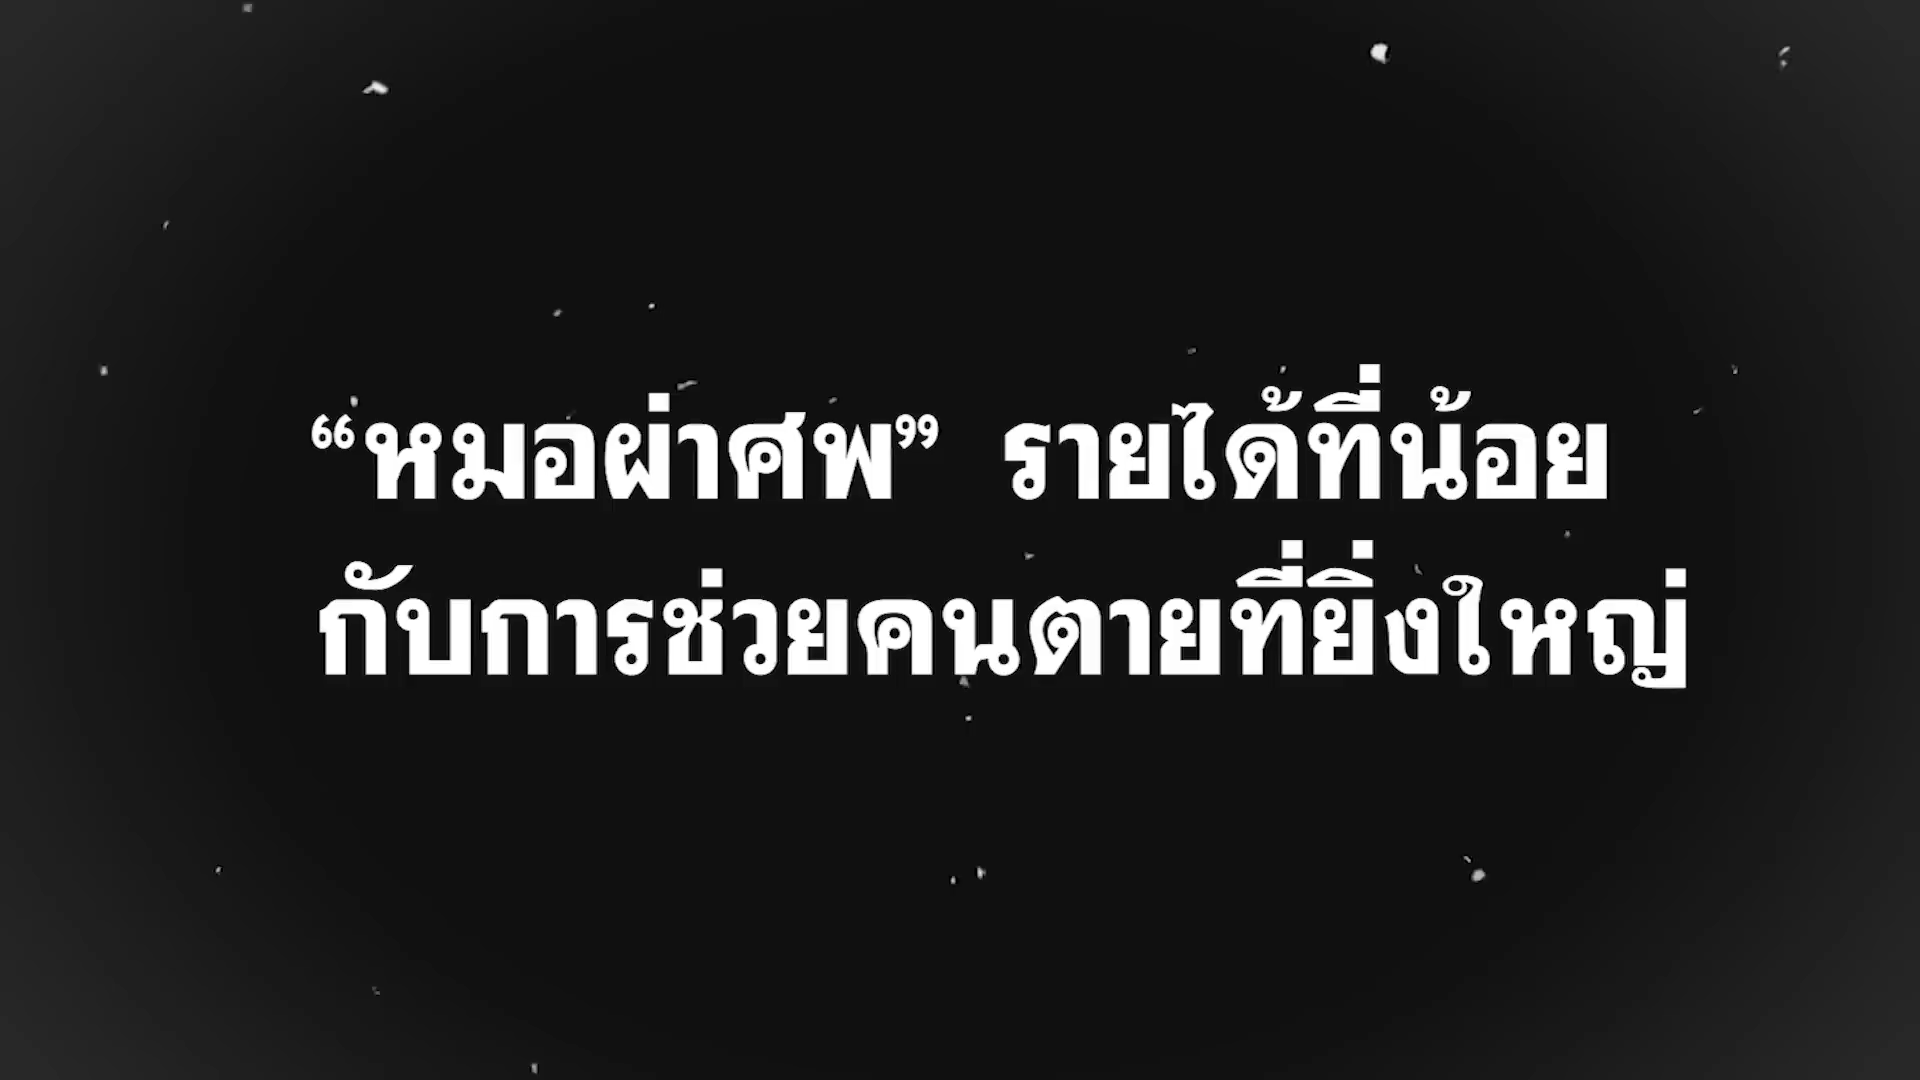 “หมอผ่าศพ” รายได้ที่น้อย
กับการช่วยคนตายที่ยิ่งใหญ่